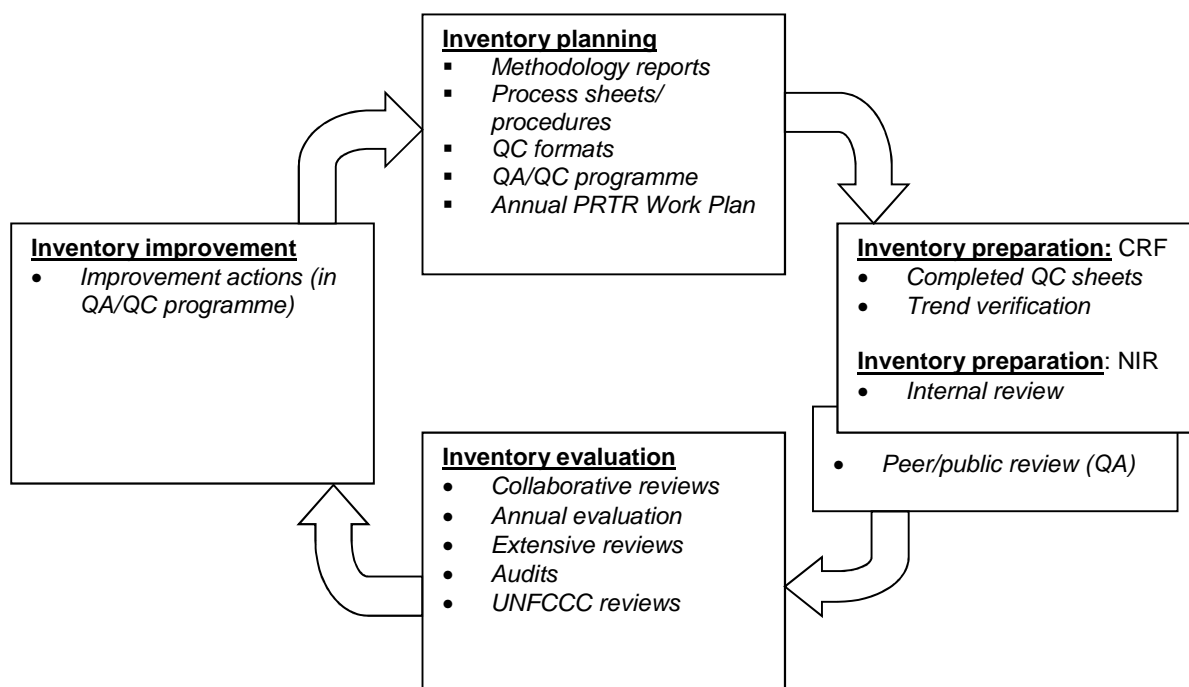 Inventory planning
▪ Methodology reports
▪ Process sheets/
procedures
▪ QC formats
▪ QA/QC programme
▪ Annual PRTR Work Plan
Inventory preparation: CRF
• Completed QC sheets
• Trend verification
Inventory preparation: NIR
• Internal review
• Peer/public review (QA)
Inventory evaluation
• Collaborative reviews
• Annual evaluation
• Extensive reviews
• Audits
• UNFCCC reviews
Inventory improvement
• Improvement actions (in
QA/QC programme)